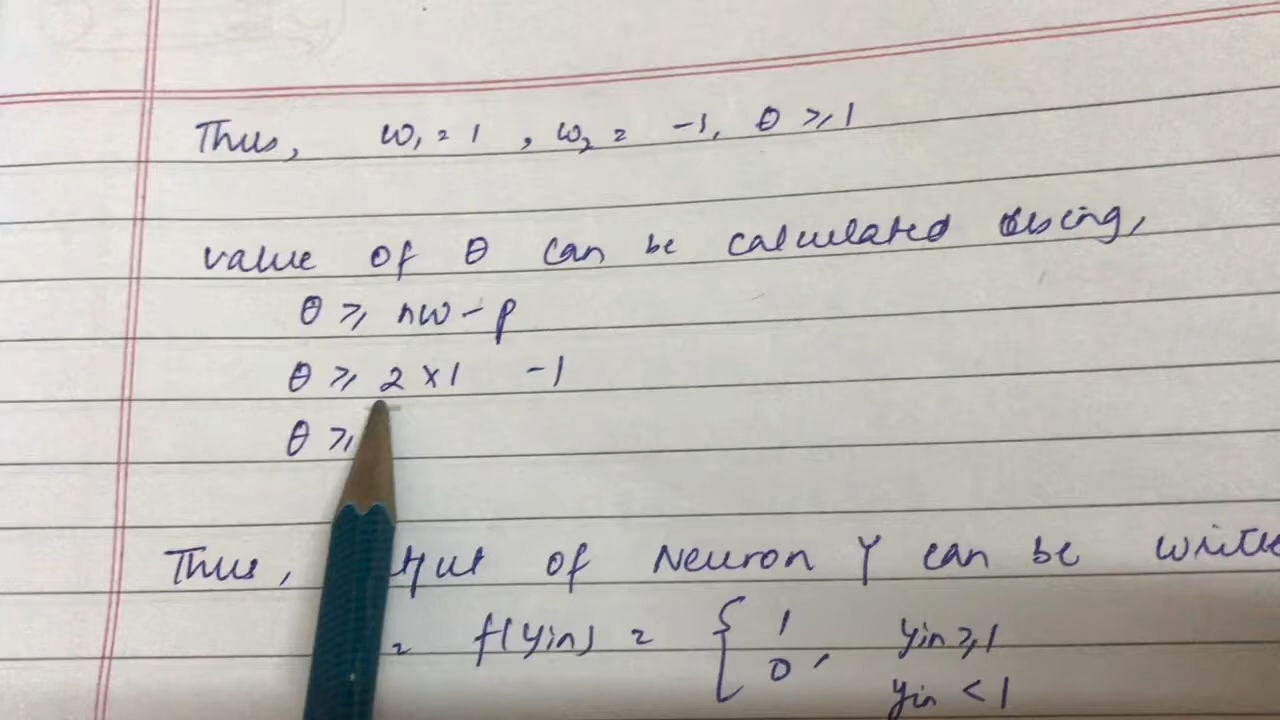 Thus, w₁ = 1 , w₂ = -1, θ ≥ 1
value of θ can be calculated using,
θ ≥ nw - p
θ ≥ 2 × 1 - 1
θ ≥
Thus, of Neuron Y can be
= f(yin) = { 1 yin ≥ 1
0, yin < 1